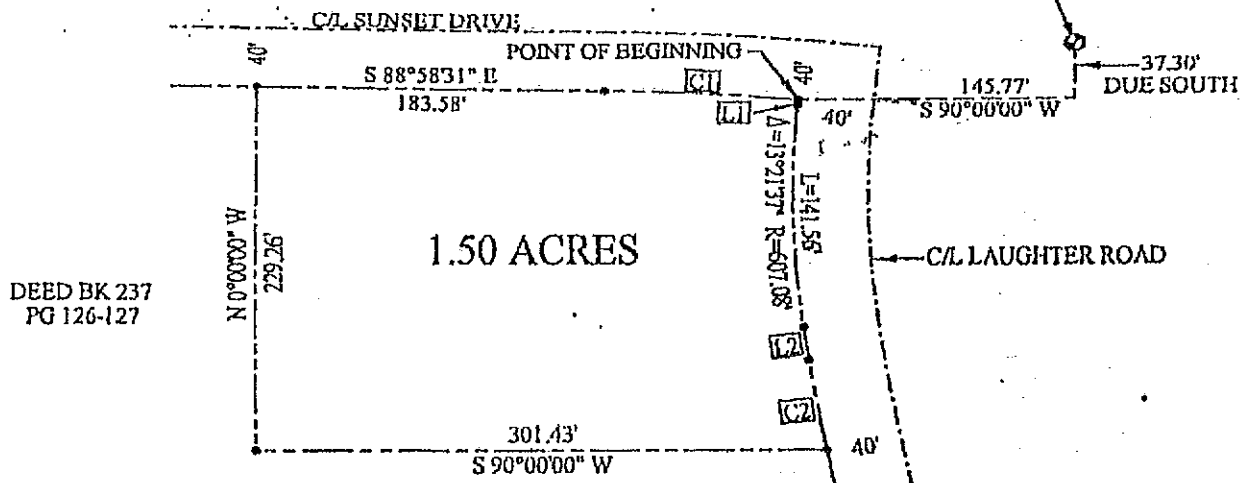 C/L SUNSET DRIVE
40'
POINT OF BEGINNING
40'
37.30'
DUE SOUTH
S 88°58'31" E
183.58'
C1
L1
40'
145.77'
S 90°00'00" W
Δ=13°21'37" R=607.08'
L=141.56'
N 0°00'00" W
229.26'
1.50 ACRES
C/L LAUGHTER ROAD
DEED BK 237
PG 126-127
L2
C2
301.43'
S 90°00'00" W
40'